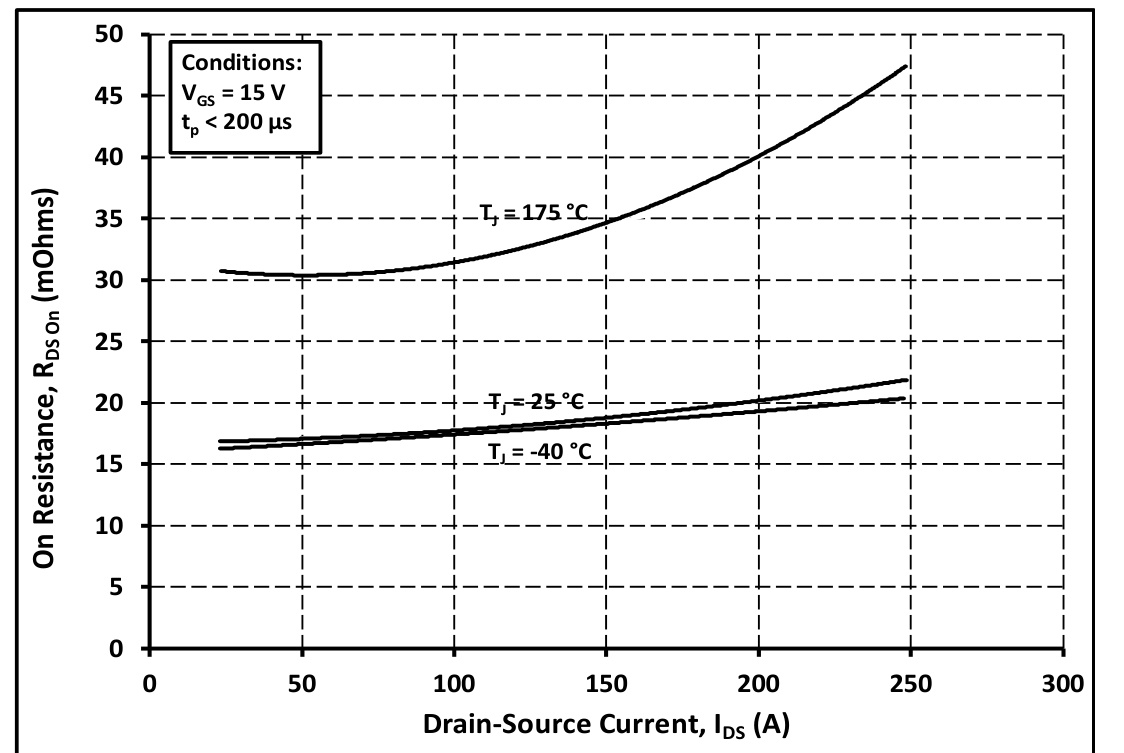 50
45
40
35
30
25
20
15
10
5
0
Conditions:
V_GS = 15 V
t_p < 200 µs
T_J = 175 °C
T_J = 25 °C
T_J = -40 °C
On Resistance, R_DS On (mOhms)
0 50 100 150 200 250 300
Drain-Source Current, I_DS (A)